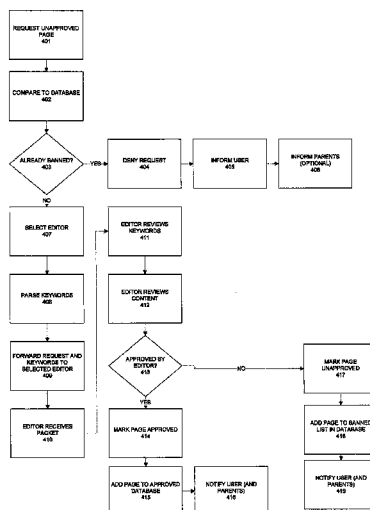 REQUEST UNAPPROVED
PAGE
401
COMPARE TO DATABASE
402
ALREADY BANNED?
403
YES
DENY REQUEST
404
INFORM USER
405
INFORM PARENTS
(OPTIONAL)
406
NO
SELECT EDITOR
407
PARSE KEYWORDS
408
FORWARD REQUEST AND
KEYWORDS TO
SELECTED EDITOR
409
EDITOR RECEIVES
PACKET
410
EDITOR REVIEWS
KEYWORDS
411
EDITOR REVIEWS
CONTENT
412
APPROVED BY
EDITOR?
413
NO
YES
MARK PAGE APPROVED
414
ADD PAGE TO APPROVED
DATABASE
415
NOTIFY USER (AND
PARENTS)
416
MARK PAGE
UNAPPROVED
417
ADD PAGE TO BANNED
LIST IN DATABASE
418
NOTIFY USER (AND
PARENTS)
419